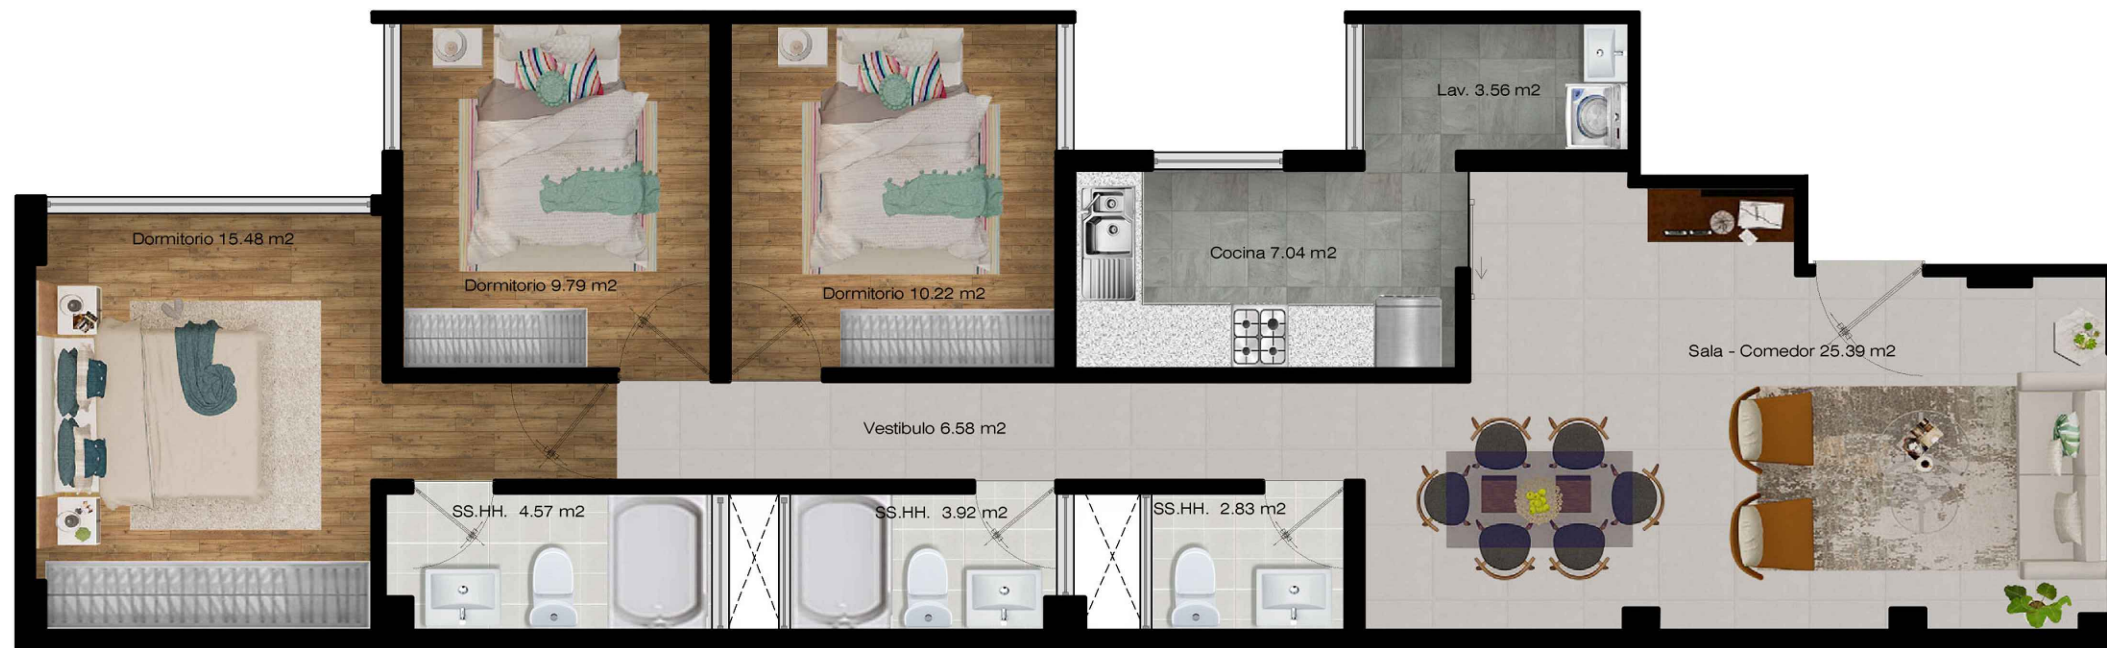 Lav. 3.56 m2
Dormitorio 15.48 m2
Dormitorio 9.79 m2
Dormitorio 10.22 m2
Cocina 7.04 m2
Sala - Comedor 25.39 m2
Vestibulo 6.58 m2
SS.HH. 4.57 m2
SS.HH. 3.92 m2
SS.HH. 2.83 m2